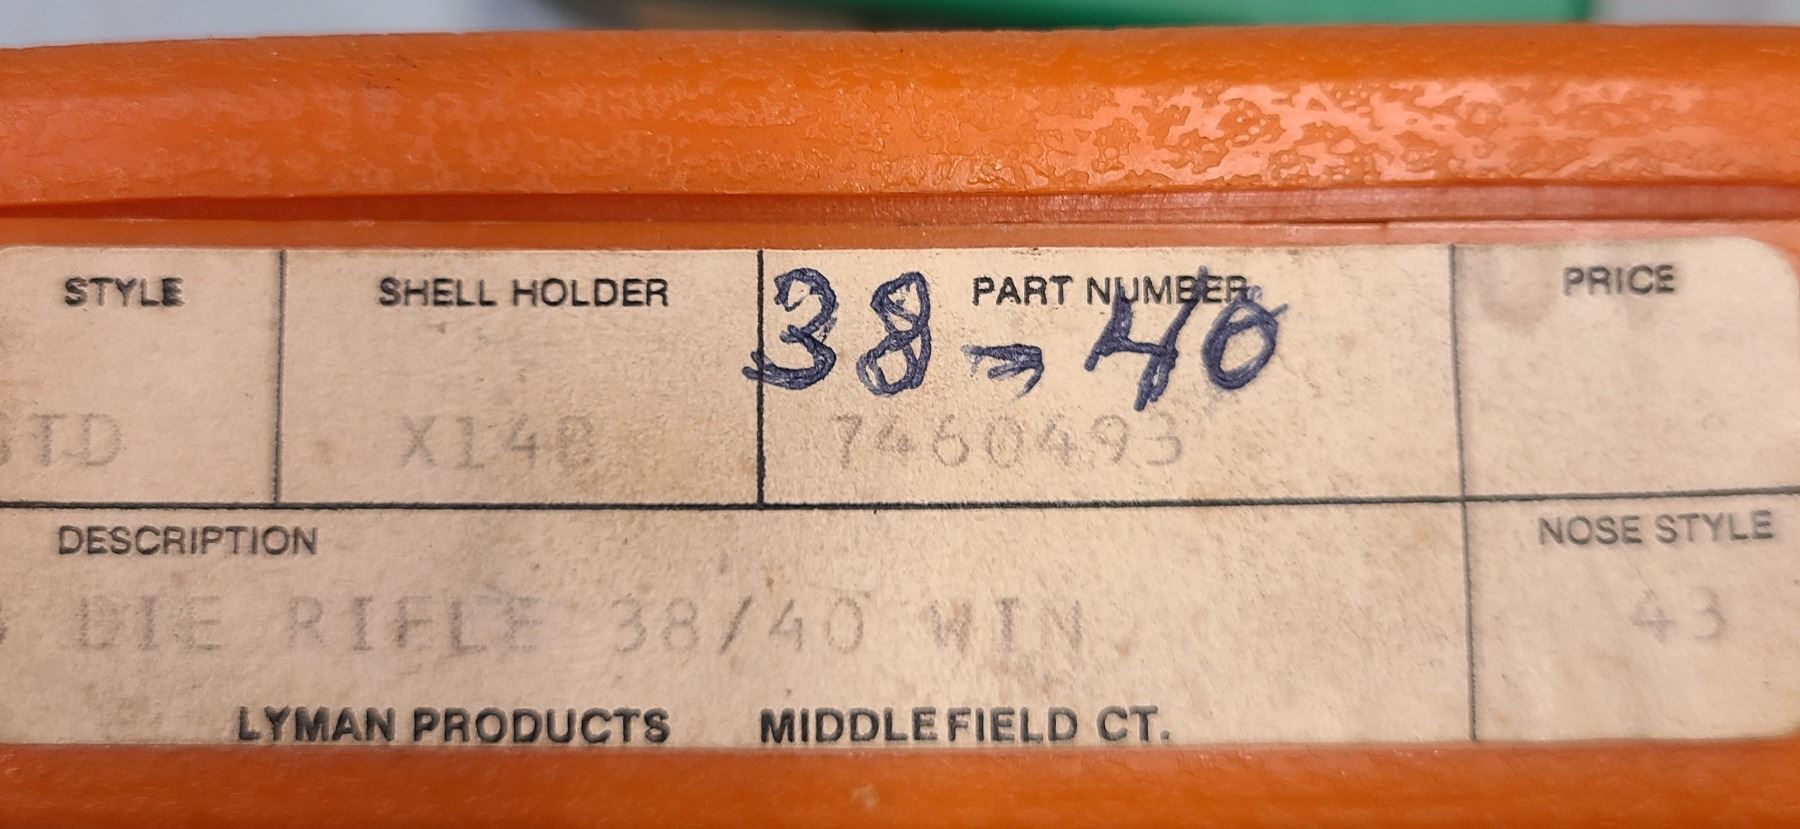 STYLE SHELL HOLDER PART NUMBER PRICE
38-40
STD X14B 7460493
DESCRIPTION NOSE STYLE
DIE RIFLE 38/40 WIN. 43
LYMAN PRODUCTS MIDDLEFIELD CT.